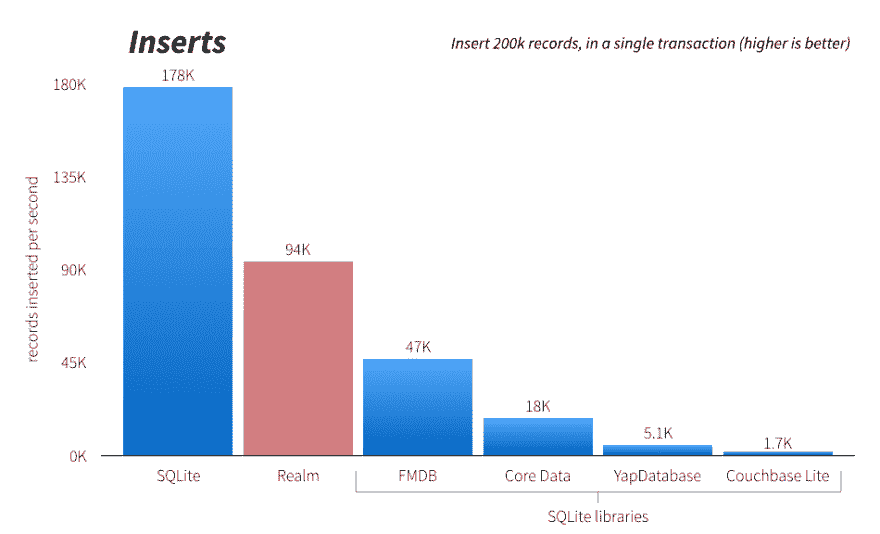 Inserts
Insert 200k records, in a single transaction (higher is better)
records inserted per second
180K
135K
90K
45K
0K
178K
94K
47K
18K
5.1K
1.7K
SQLite
Realm
FMDB
Core Data
YapDatabase
Couchbase Lite
SQLite libraries